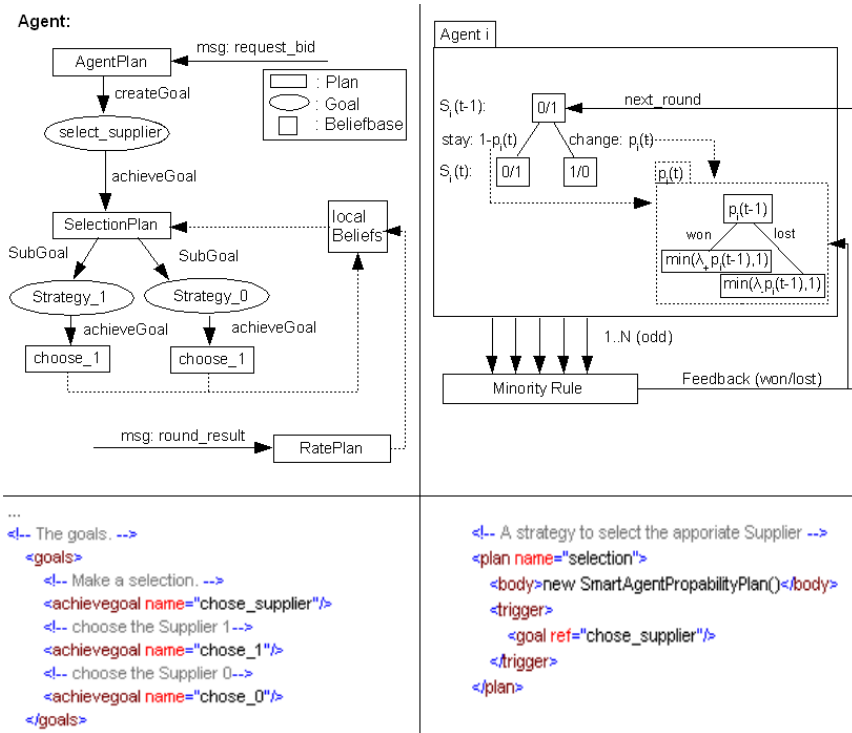 Agent:
msg: request_bid
AgentPlan
createGoal
: Plan
: Goal
: Beliefbase
select_supplier
achieveGoal
SelectionPlan
local
Beliefs
SubGoal
SubGoal
Strategy_1
Strategy_0
achieveGoal
achieveGoal
choose_1
choose_1
msg: round_result
RatePlan
Agent i
S_i(t-1):
0/1
next_round
stay: 1-p_i(t)
change: p_i(t)
S_i(t):
0/1
1/0
p_i(t)
p_i(t-1)
won
lost
min(λ_+p_i(t-1),1)
min(λ_-p_i(t-1),1)
1..N (odd)
Minority Rule
Feedback (won/lost)
...
<!-- The goals. -->
<goals>
<!-- Make a selection. -->
<achievegoal name="chose_supplier"/>
<!-- choose the Supplier 1-->
<achievegoal name="chose_1"/>
<!-- choose the Supplier 0-->
<achievegoal name="chose_0"/>
</goals>
<!-- A strategy to select the apporiate Supplier -->
<plan name="selection">
<body>new SmartAgentPropabilityPlan()</body>
<trigger>
<goal ref="chose_supplier"/>
</trigger>
</plan>